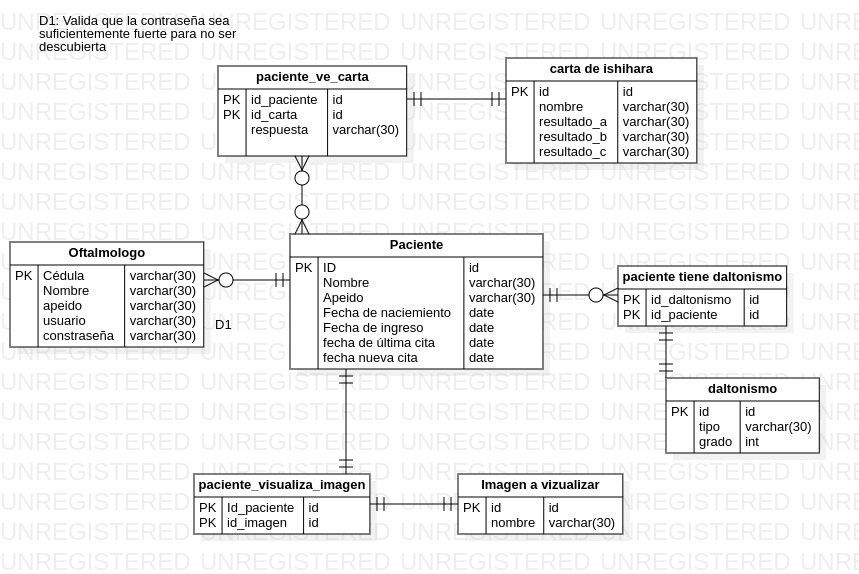 D1: Valida que la contraseña sea
suficientemente fuerte para no ser
descubierta
paciente_ve_carta
PK id_paciente id
PK id_carta id
respuesta varchar(30)
carta de ishihara
PK id id
nombre varchar(30)
resultado_a varchar(30)
resultado_b varchar(30)
resultado_c varchar(30)
Oftalmologo
PK Cédula varchar(30)
Nombre varchar(30)
apeido varchar(30)
usuario varchar(30)
constraseña varchar(30)
D1
Paciente
PK ID id
Nombre varchar(30)
Apeido varchar(30)
Fecha de naciemiento date
Fecha de ingreso date
fecha de última cita date
fecha nueva cita date
paciente tiene daltonismo
PK id_daltonismo id
PK id_paciente id
daltonismo
PK id id
tipo varchar(30)
grado int
paciente_visualiza_imagen
PK Id_paciente id
PK id_imagen id
Imagen a vizualizar
PK id id
nombre varchar(30)
UNREGISTERED